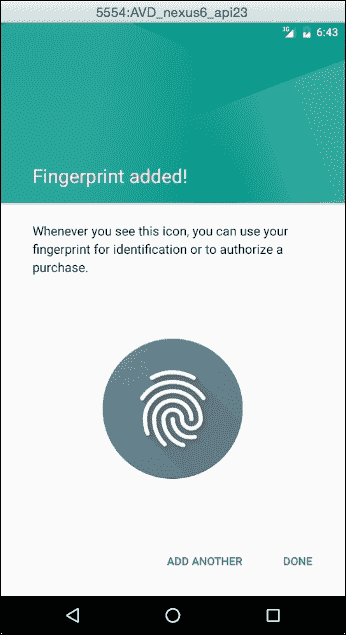 5554:AVD_nexus6_api23
3G 6:43
Fingerprint added!
Whenever you see this icon, you can use your
fingerprint for identification or to authorize a
purchase.
ADD ANOTHER DONE